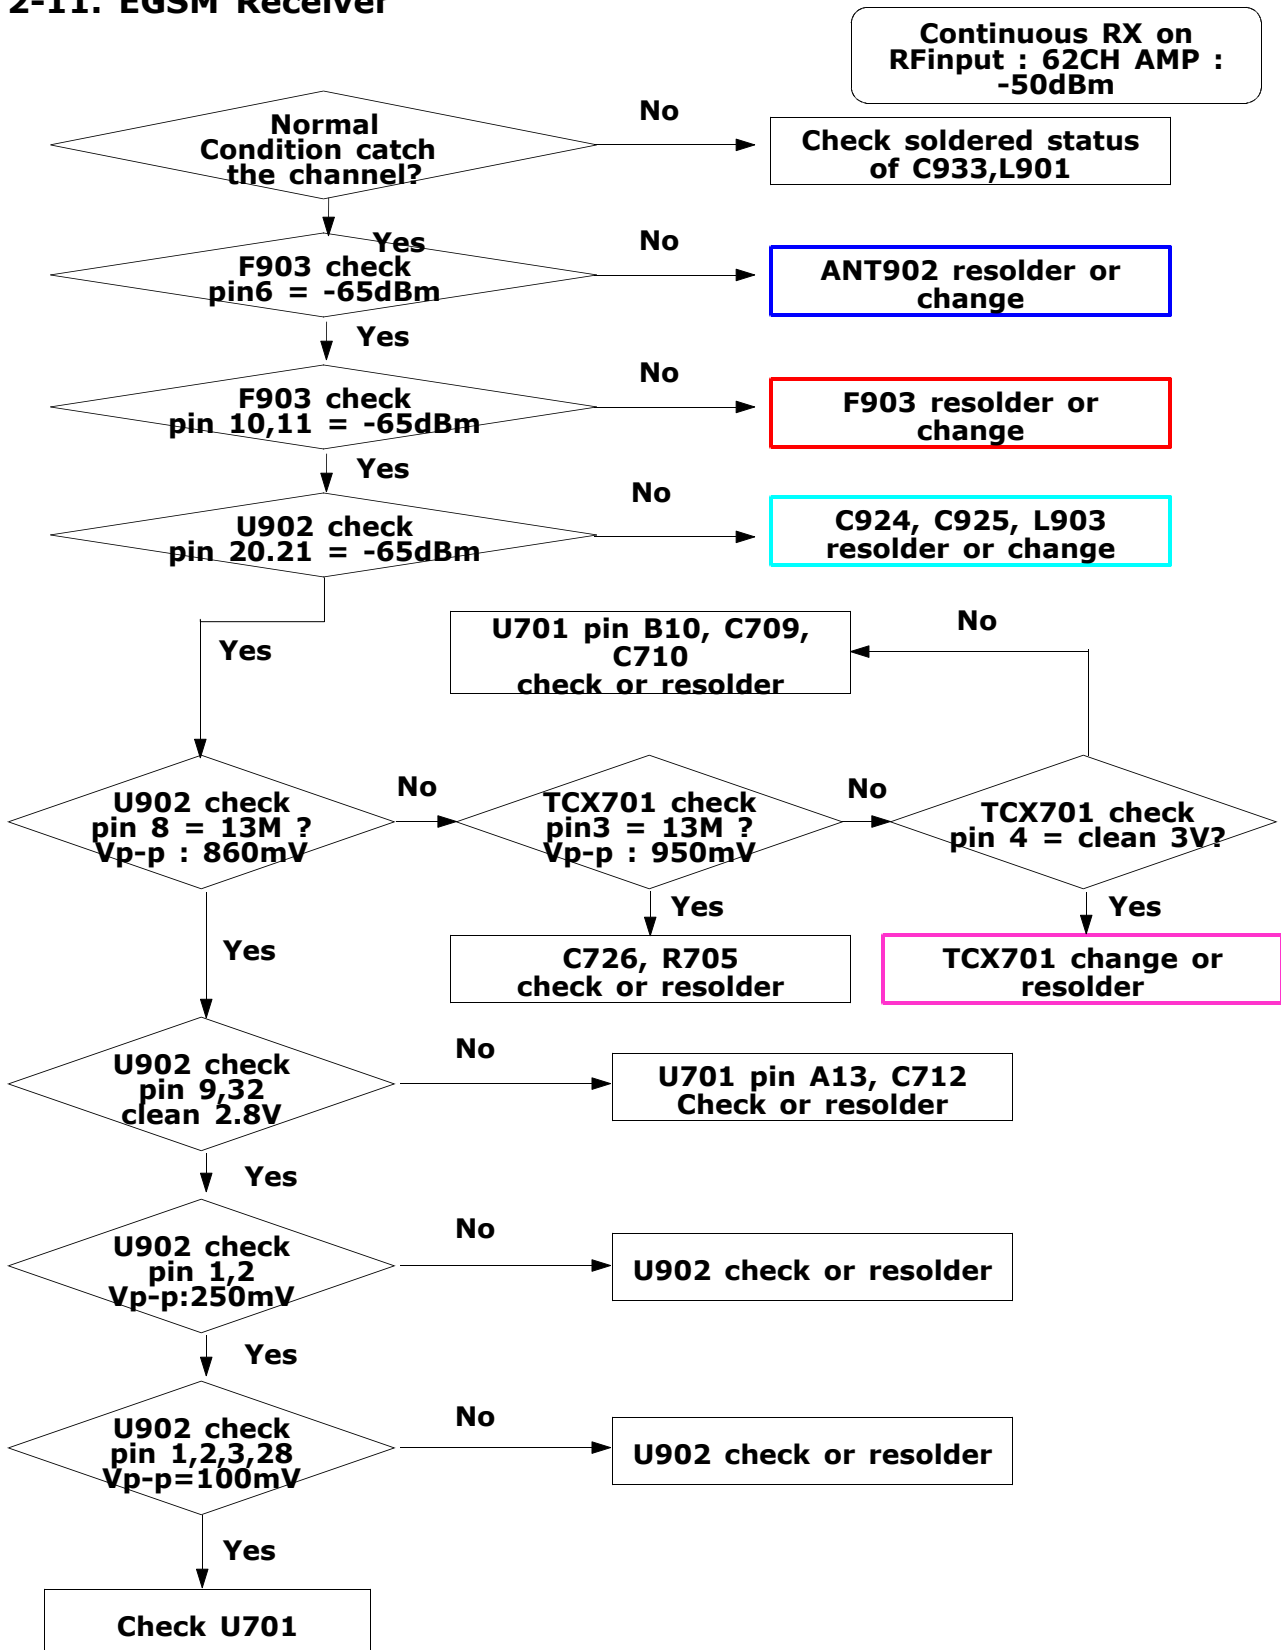 2-11. EGSM Receiver
Continuous RX on
RFinput : 62CH AMP :
-50dBm
Normal
Condition catch
the channel?
No
Check soldered status
of C933,L901
Yes
F903 check
pin6 = -65dBm
No
ANT902 resolder or
change
Yes
F903 check
pin 10,11 = -65dBm
No
F903 resolder or
change
Yes
U902 check
pin 20.21 = -65dBm
No
C924, C925, L903
resolder or change
Yes
U701 pin B10, C709,
C710
check or resolder
No
U902 check
pin 8 = 13M ?
Vp-p : 860mV
No
TCX701 check
pin3 = 13M ?
Vp-p : 950mV
No
TCX701 check
pin 4 = clean 3V?
Yes
Yes
Yes
C726, R705
check or resolder
TCX701 change or
resolder
U902 check
pin 9,32
clean 2.8V
No
U701 pin A13, C712
Check or resolder
Yes
U902 check
pin 1,2
Vp-p:250mV
No
U902 check or resolder
Yes
U902 check
pin 1,2,3,28
Vp-p=100mV
No
U902 check or resolder
Yes
Check U701